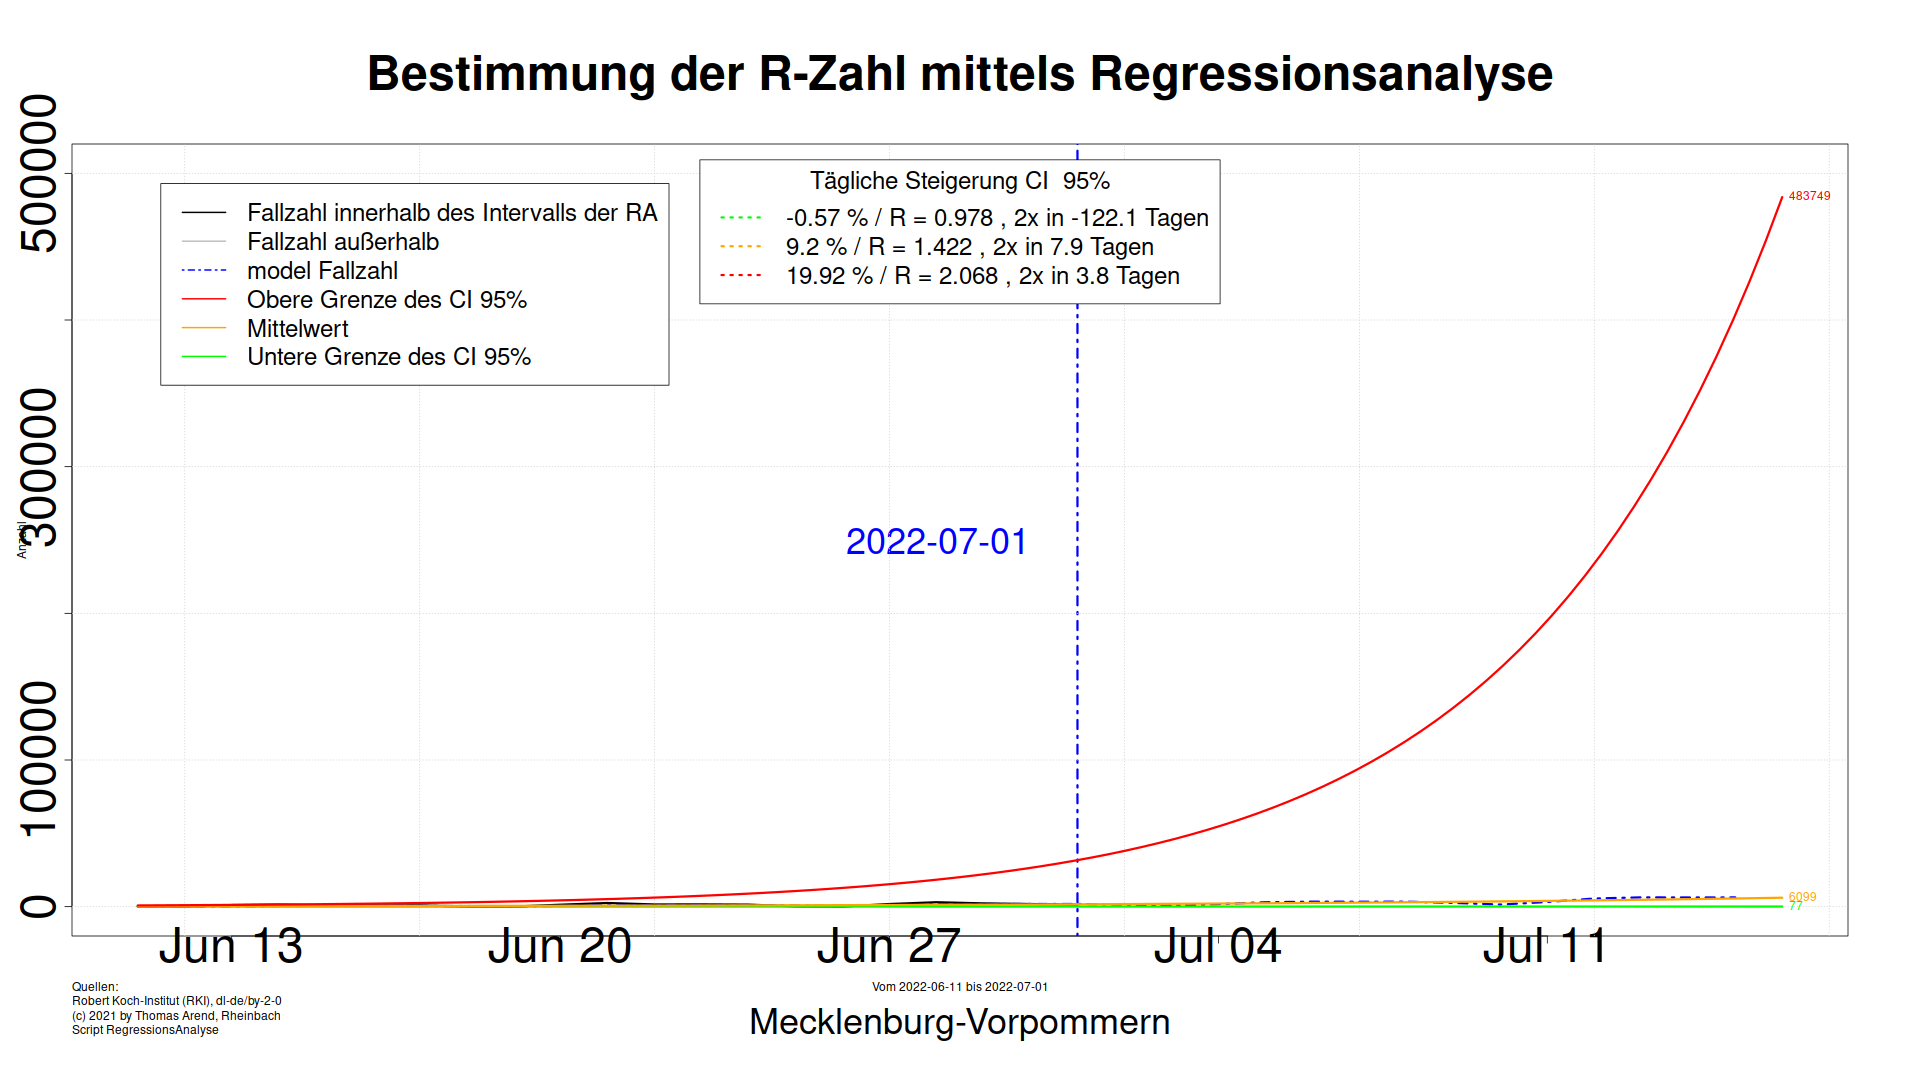 Bestimmung der R-Zahl mittels Regressionsanalyse
Anzahl
0
100000
300000
500000
Fallzahl innerhalb des Intervalls der RA
Fallzahl außerhalb
model Fallzahl
Obere Grenze des CI 95%
Mittelwert
Untere Grenze des CI 95%
Tägliche Steigerung CI  95%
-0.57 % / R = 0.978 , 2x in -122.1 Tagen
9.2 % / R = 1.422 , 2x in 7.9 Tagen
19.92 % / R = 2.068 , 2x in 3.8 Tagen
483749
2022-07-01
6099
77
Jun 13
Jun 20
Jun 27
Jul 04
Jul 11
Quellen:
Robert Koch-Institut (RKI), dl-de/by-2-0
(c) 2021 by Thomas Arend, Rheinbach
Script RegressionsAnalyse
Vom 2022-06-11 bis 2022-07-01
Mecklenburg-Vorpommern